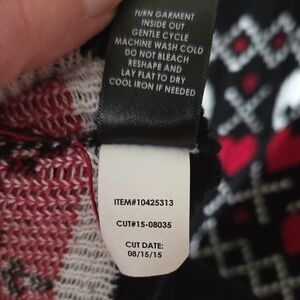 TURN GARMENT
INSIDE OUT
GENTLE CYCLE
MACHINE WASH COLD
DO NOT BLEACH
RESHAPE AND
LAY FLAT TO DRY
COOL IRON IF NEEDED
ITEM#10425313
CUT#15-08035
CUT DATE:
08/15/15